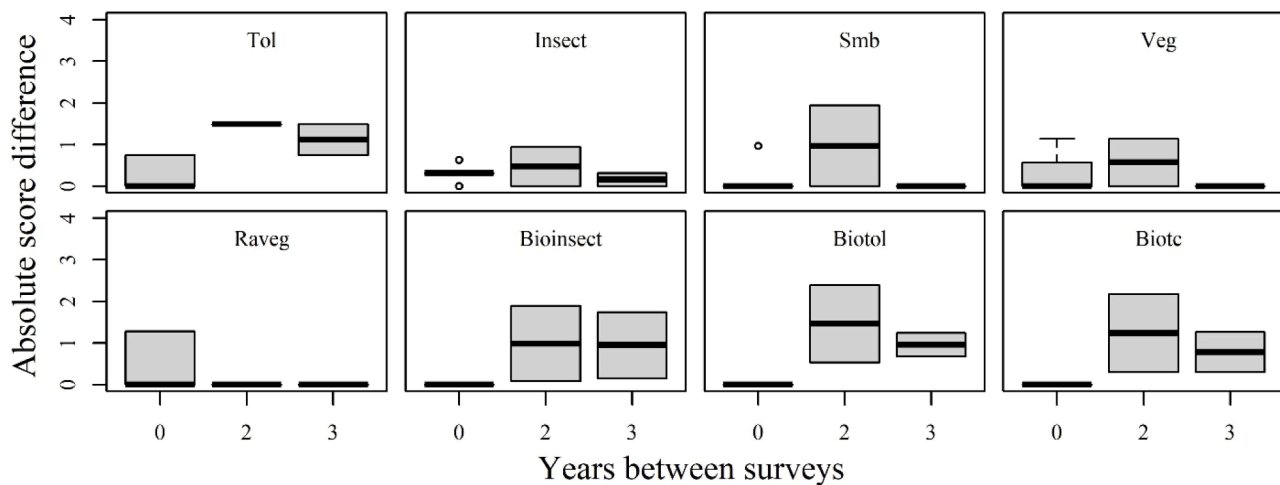 Absolute score difference
4
3
2
1
0
Tol
Insect
Smb
Veg
4
3
2
1
0
Raveg
Bioinsect
Biotol
Biotc
0 2 3 0 2 3 0 2 3 0 2 3
Years between surveys